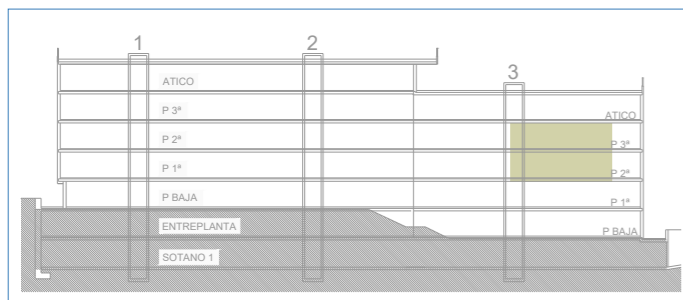 1
2
3
ATICO
P 3ª
P 2ª
P 1ª
P BAJA
ENTREPLANTA
SOTANO 1
ATICO
P 3ª
P 2ª
P 1ª
P BAJA